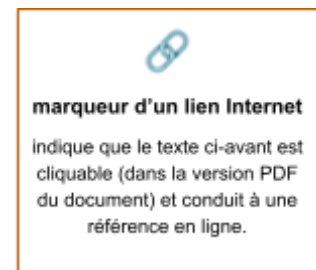 marqueur d'un lien Internet
indique que le texte ci-avant est
cliquable (dans la version PDF
du document) et conduit à une
référence en ligne.